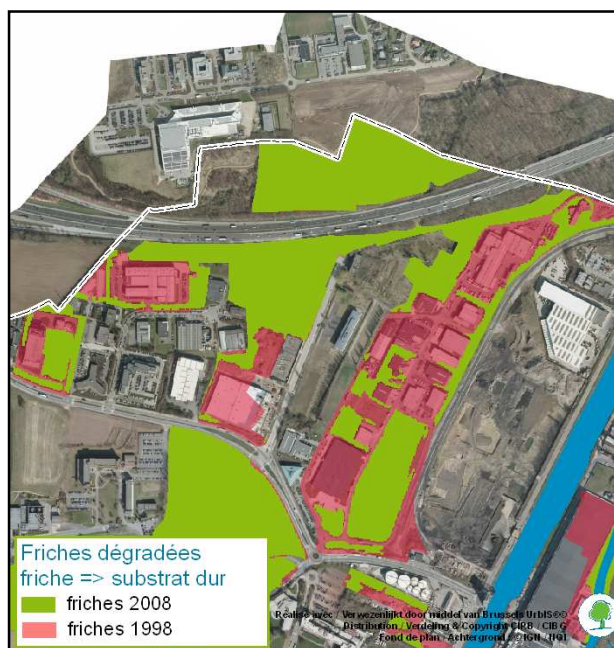 Friches dégradées
friche => substrat dur
friches 2008
friches 1998
Réalisé avec / Verwezenlijkt door middel van Brussels UrbIS®©
Distribution / Verdeling & Copyright CIRB / CIBG
Fond de plan / Achtergrond : © IGN / NGI